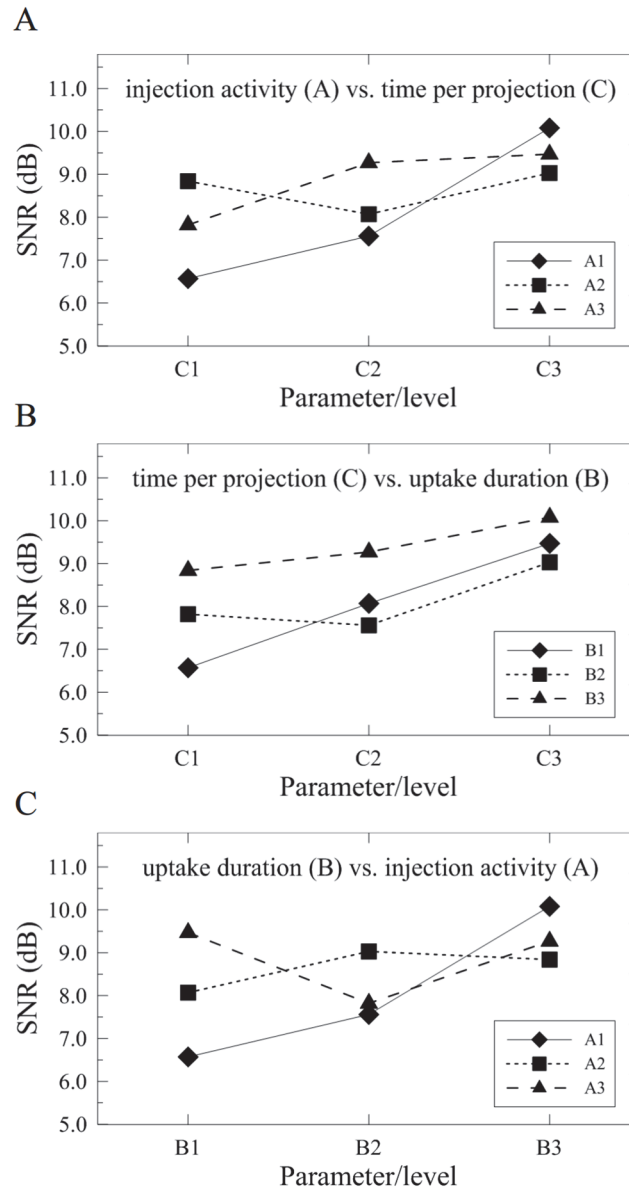 A
injection activity (A) vs. time per projection (C)
11.0
10.0
9.0
8.0
7.0
6.0
5.0
SNR (dB)
A1
A2
A3
C1 C2 C3
Parameter/level
B
time per projection (C) vs. uptake duration (B)
11.0
10.0
9.0
8.0
7.0
6.0
5.0
SNR (dB)
B1
B2
B3
C1 C2 C3
Parameter/level
C
uptake duration (B) vs. injection activity (A)
11.0
10.0
9.0
8.0
7.0
6.0
5.0
SNR (dB)
A1
A2
A3
B1 B2 B3
Parameter/level